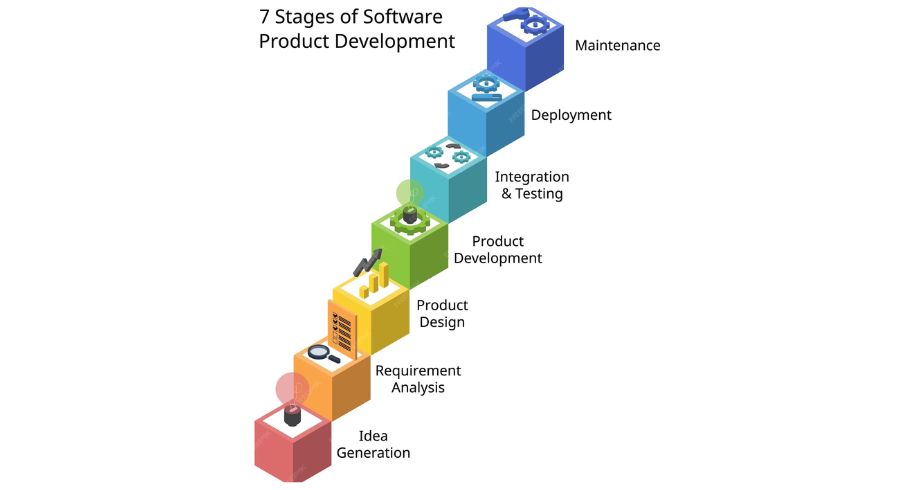 7 Stages of Software
Product Development
Maintenance
Deployment
Integration
& Testing
Product
Development
Product
Design
Requirement
Analysis
Idea
Generation